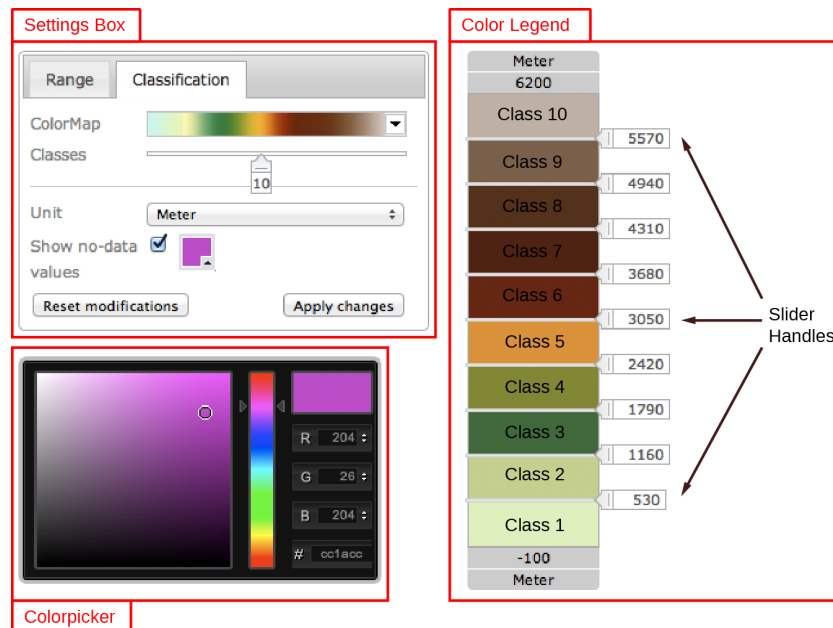 Settings Box
Range
Classification
ColorMap
Classes
10
Unit
Meter
Show no-data
values
Reset modifications
Apply changes
R 204
G 26
B 204
# cc1acc
Colorpicker
Color Legend
Meter
6200
Class 10
5570
Class 9
4940
Class 8
4310
Class 7
3680
Class 6
3050
Class 5
2420
Class 4
1790
Class 3
1160
Class 2
530
Class 1
-100
Meter
Slider
Handles